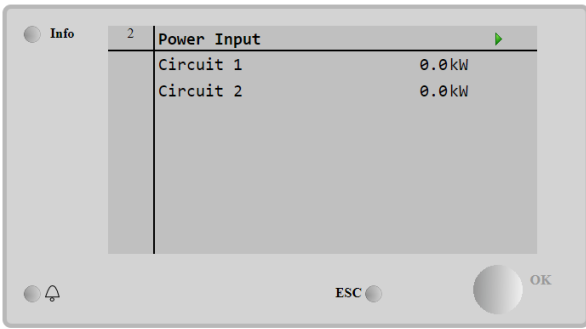 Info
2 Power Input
Circuit 1 0.0kW
Circuit 2 0.0kW
ESC
OK